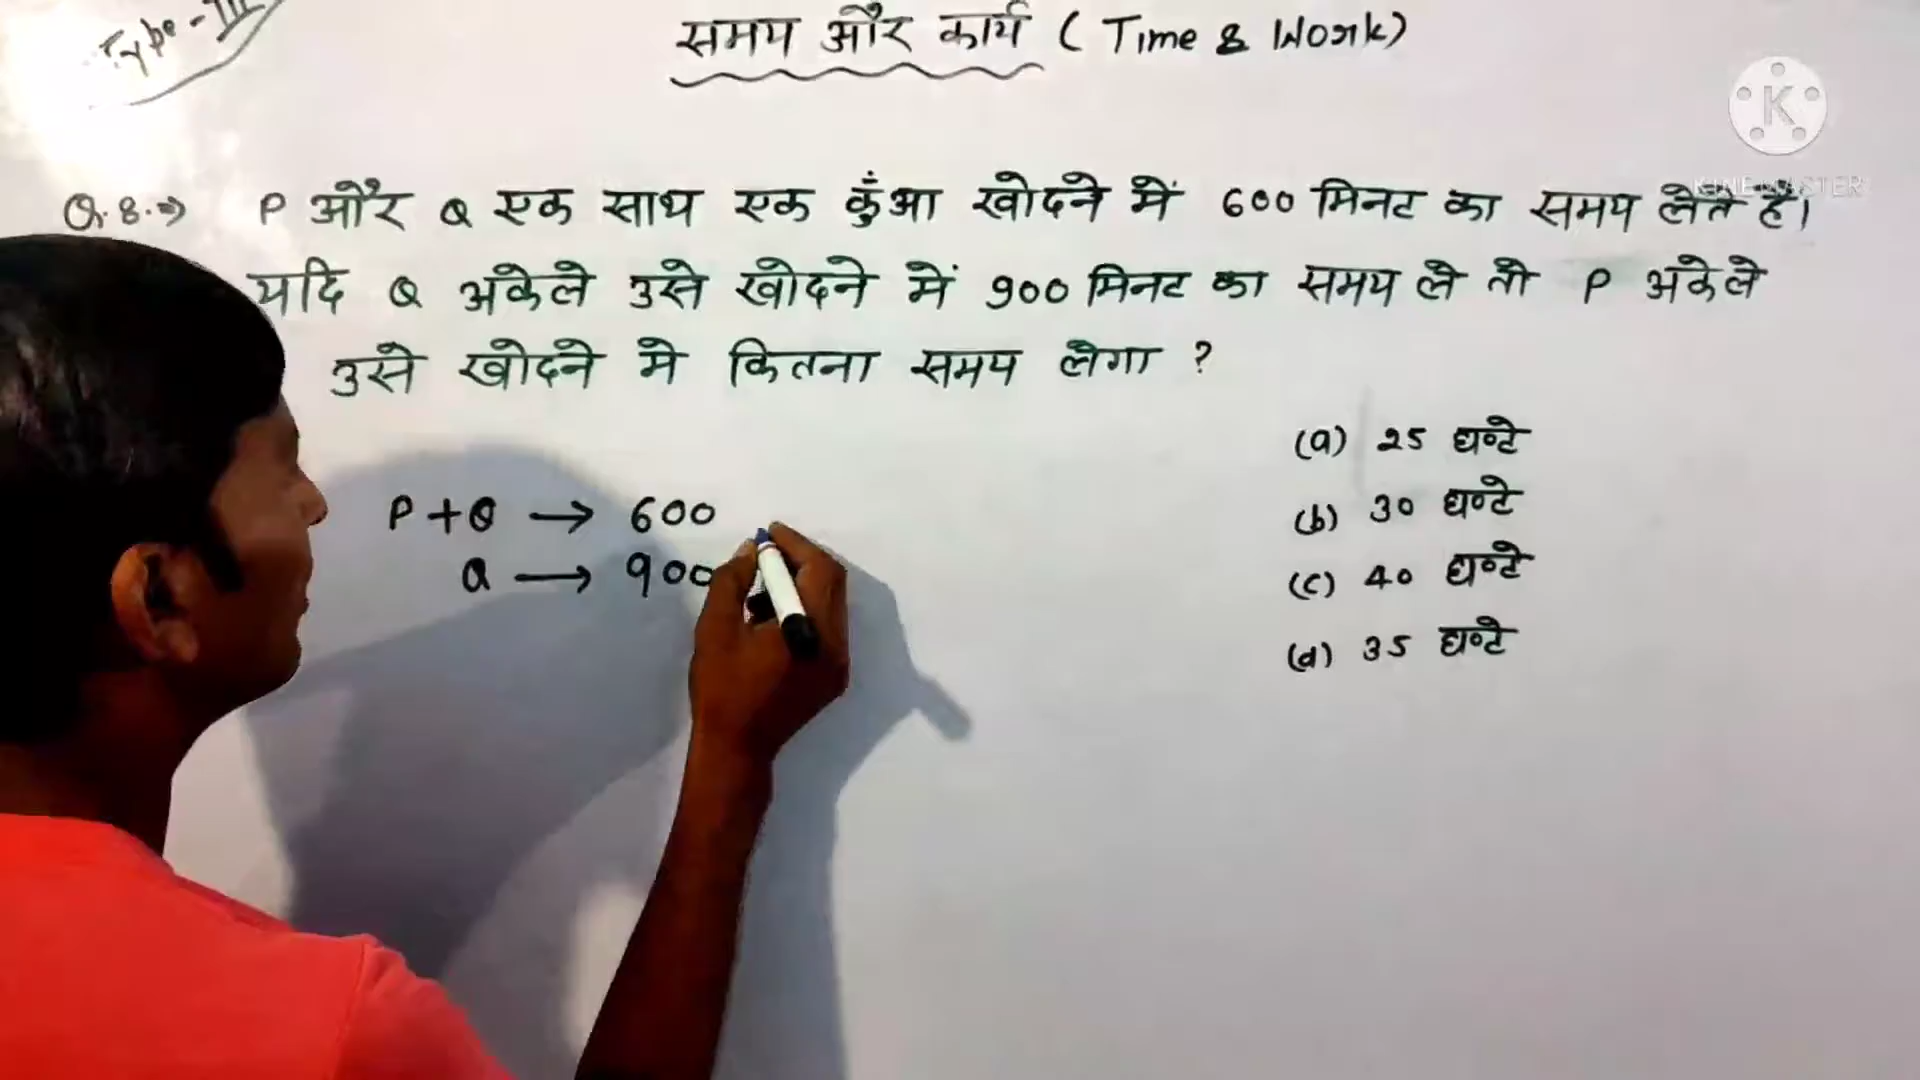 Type-III
समय और कार्य ( Time & Work)
KINEMASTER
Q.8.⇒ P और Q एक साथ एक कुँआ खोदने में 600 मिनट का समय लेते है।
यदि Q अकेले उसे खोदने में 900 मिनट का समय ले तो P अकेले
उसे खोदने मे कितना समय लेगा ?
(a) 25 घण्टे
(b) 30 घण्टे
(c) 40 घण्टे
(d) 35 घण्टे
P + Q → 600
Q → 900